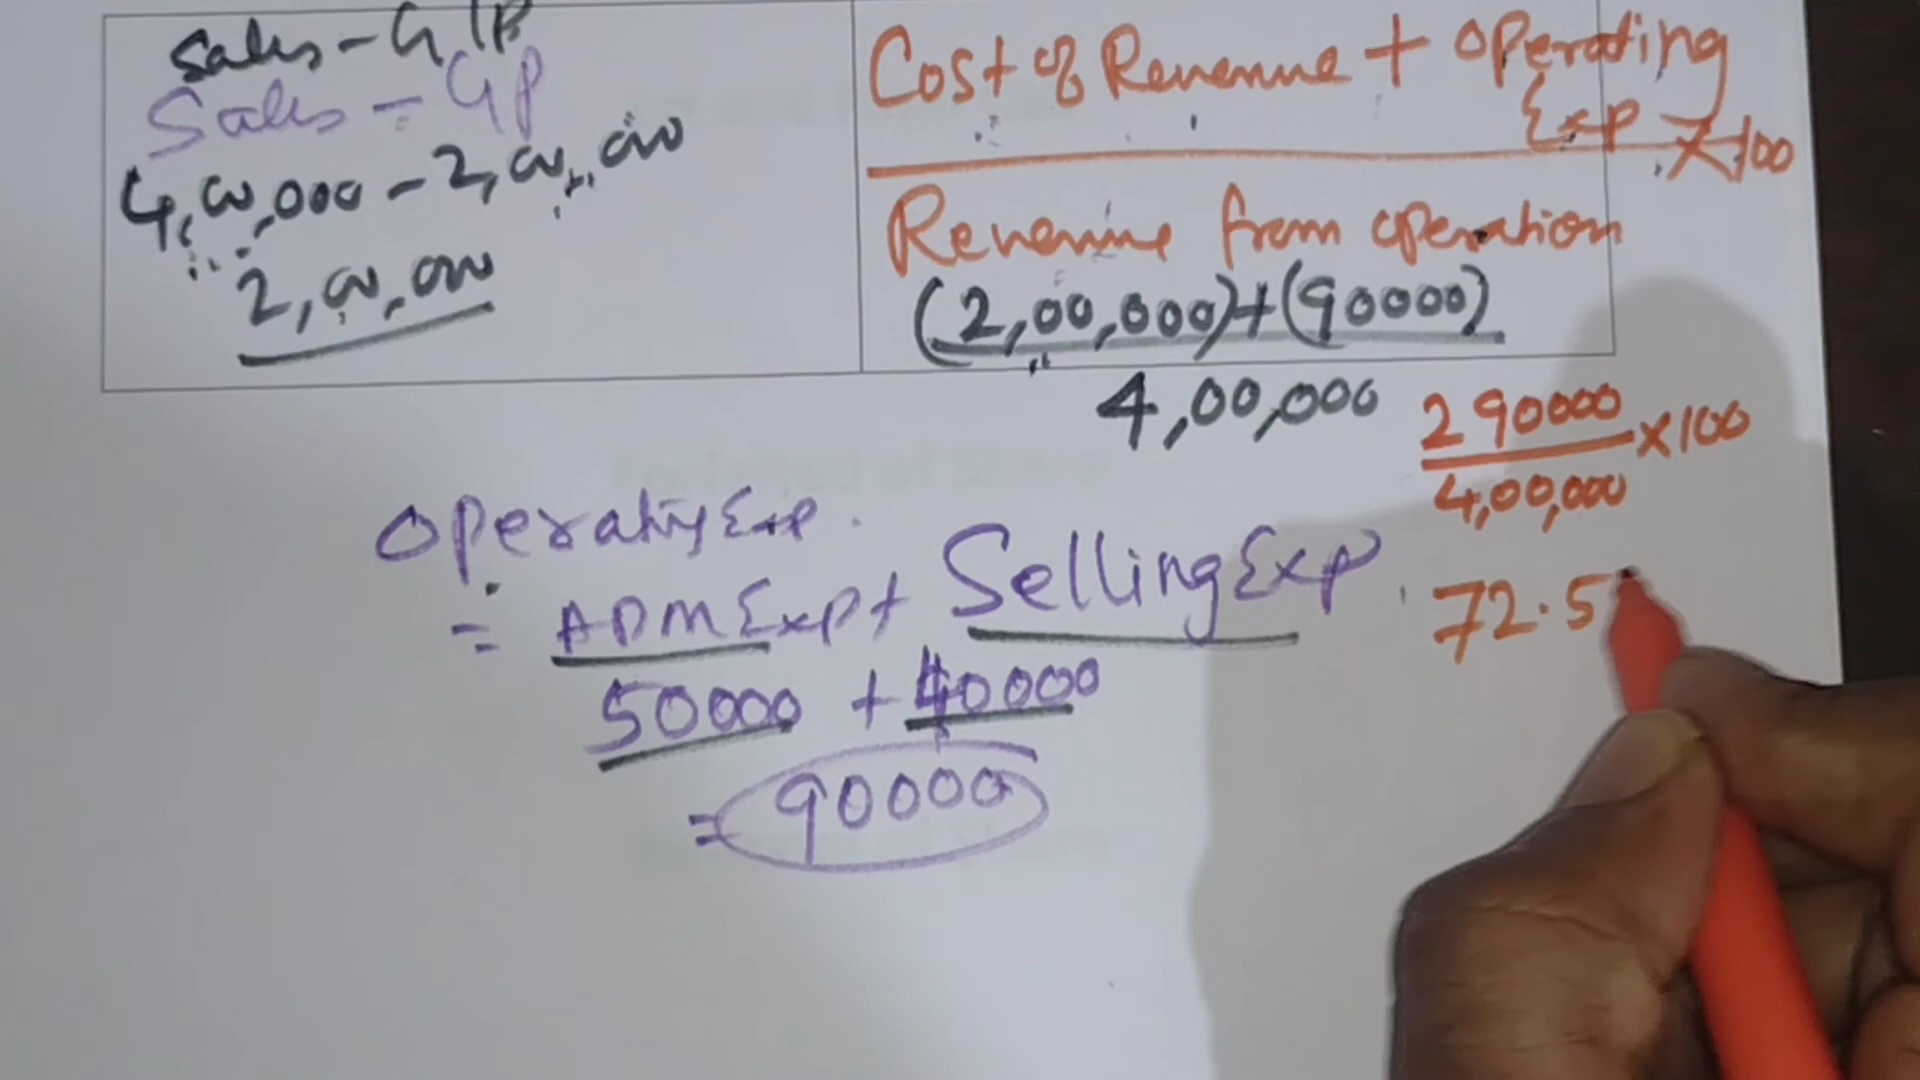 Sales - G1P
Sales - GP
4,00,000 - 2,00,000
2,00,000
Cost of Revenue + Operating
Exp × 100
Revenue from operation
(2,00,000)+(90000)
4,00,000
290000
4,00,000 ×100
72.5
Operatig Exp.
= ADM Exp + Selling Exp.
50000 + 40000
= 90000